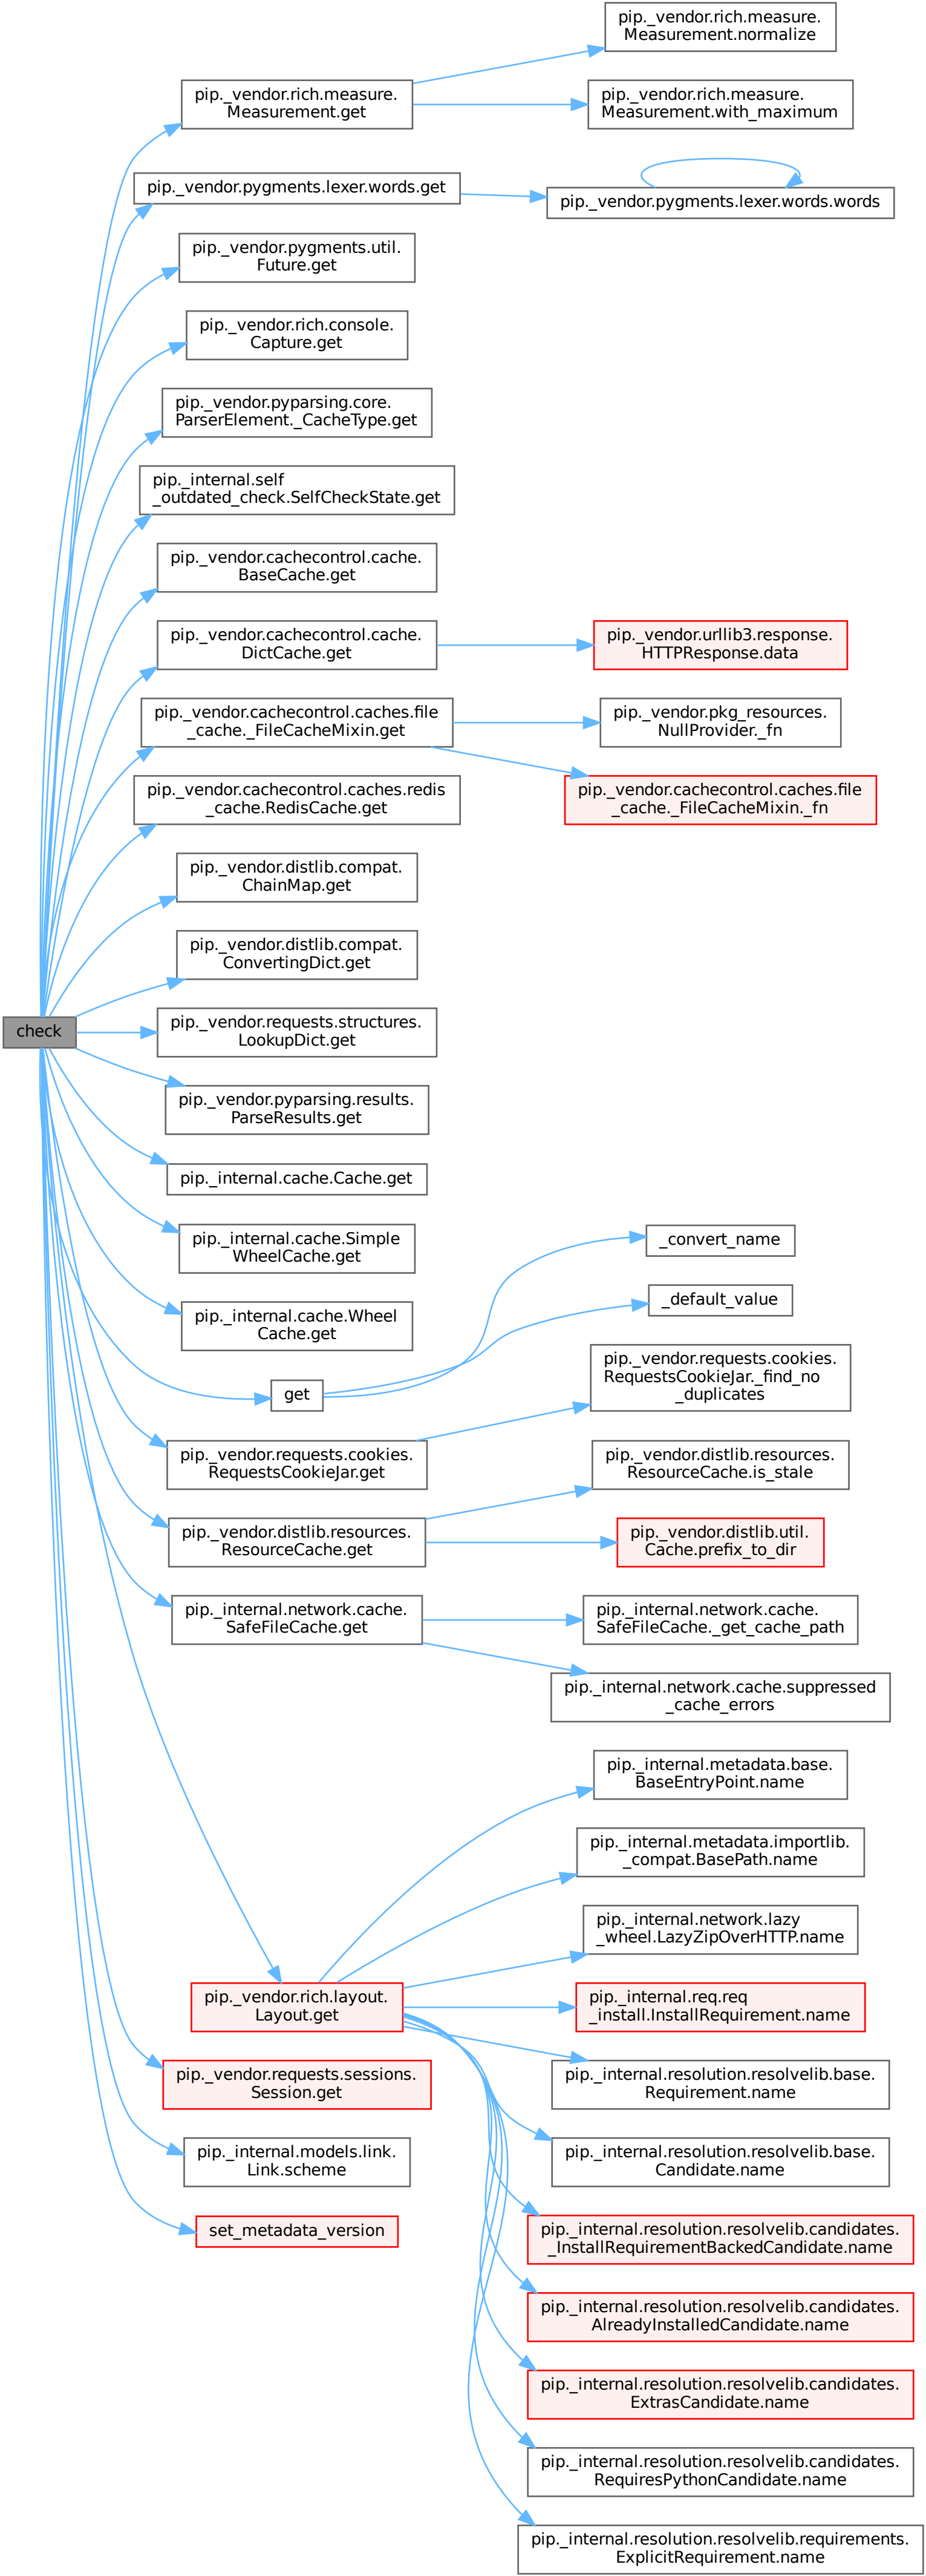 pip._vendor.rich.measure.
Measurement.normalize
pip._vendor.rich.measure.
Measurement.get
pip._vendor.rich.measure.
Measurement.with_maximum
pip._vendor.pygments.lexer.words.get
pip._vendor.pygments.lexer.words.words
pip._vendor.pygments.util.
Future.get
pip._vendor.rich.console.
Capture.get
pip._vendor.pyparsing.core.
ParserElement._CacheType.get
pip._internal.self
_outdated_check.SelfCheckState.get
pip._vendor.cachecontrol.cache.
BaseCache.get
pip._vendor.cachecontrol.cache.
DictCache.get
pip._vendor.urllib3.response.
HTTPResponse.data
pip._vendor.cachecontrol.caches.file
_cache._FileCacheMixin.get
pip._vendor.pkg_resources.
NullProvider._fn
pip._vendor.cachecontrol.caches.redis
_cache.RedisCache.get
pip._vendor.cachecontrol.caches.file
_cache._FileCacheMixin._fn
pip._vendor.distlib.compat.
ChainMap.get
pip._vendor.distlib.compat.
ConvertingDict.get
check
pip._vendor.requests.structures.
LookupDict.get
pip._vendor.pyparsing.results.
ParseResults.get
pip._internal.cache.Cache.get
pip._internal.cache.Simple
WheelCache.get
_convert_name
pip._internal.cache.Wheel
Cache.get
_default_value
get
pip._vendor.requests.cookies.
RequestsCookieJar._find_no
_duplicates
pip._vendor.requests.cookies.
RequestsCookieJar.get
pip._vendor.distlib.resources.
ResourceCache.is_stale
pip._vendor.distlib.resources.
ResourceCache.get
pip._vendor.distlib.util.
Cache.prefix_to_dir
pip._internal.network.cache.
SafeFileCache.get
pip._internal.network.cache.
SafeFileCache._get_cache_path
pip._internal.network.cache.suppressed
_cache_errors
pip._internal.metadata.base.
BaseEntryPoint.name
pip._internal.metadata.importlib.
_compat.BasePath.name
pip._internal.network.lazy
_wheel.LazyZipOverHTTP.name
pip._vendor.rich.layout.
Layout.get
pip._internal.req.req
_install.InstallRequirement.name
pip._vendor.requests.sessions.
Session.get
pip._internal.resolution.resolvelib.base.
Requirement.name
pip._internal.models.link.
Link.scheme
pip._internal.resolution.resolvelib.base.
Candidate.name
set_metadata_version
pip._internal.resolution.resolvelib.candidates.
_InstallRequirementBackedCandidate.name
pip._internal.resolution.resolvelib.candidates.
AlreadyInstalledCandidate.name
pip._internal.resolution.resolvelib.candidates.
ExtrasCandidate.name
pip._internal.resolution.resolvelib.candidates.
RequiresPythonCandidate.name
pip._internal.resolution.resolvelib.requirements.
ExplicitRequirement.name